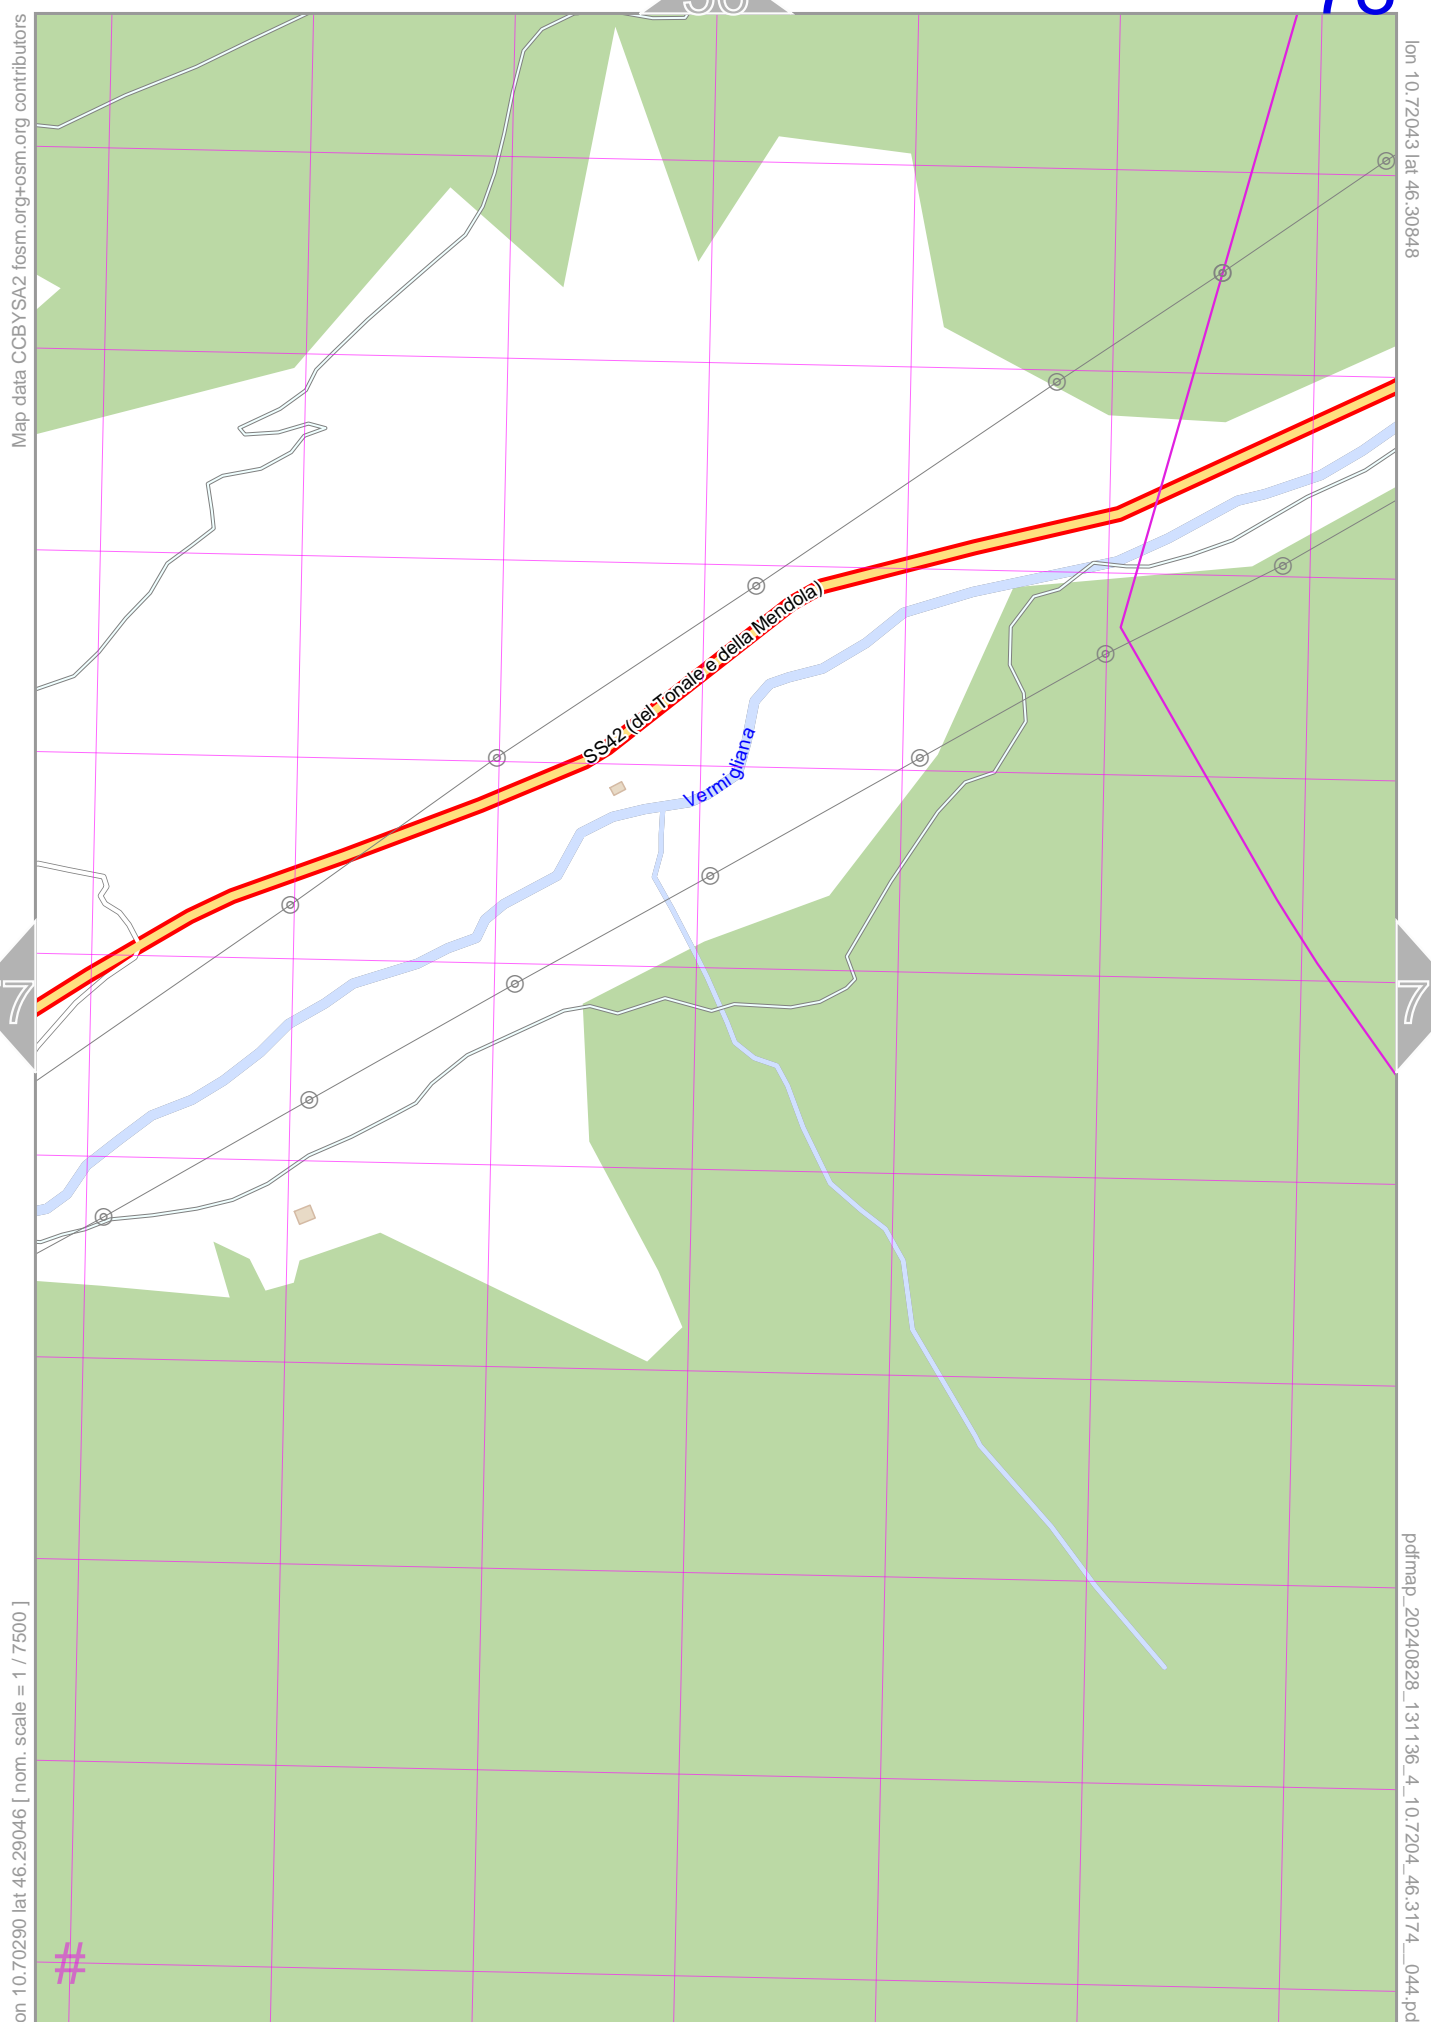 Map data CCBYSA2 fosm.org+osm.org contributors
lon 10.72043 lat 46.30848
SS42 (del Tonale e della Mendola)
Vermigliana
7
7
on 10.70290 lat 46.29046 [ nom. scale = 1 / 7500 ]
pdfmap_20240828_131136_4_10.7204_46.3174__044.pd
#